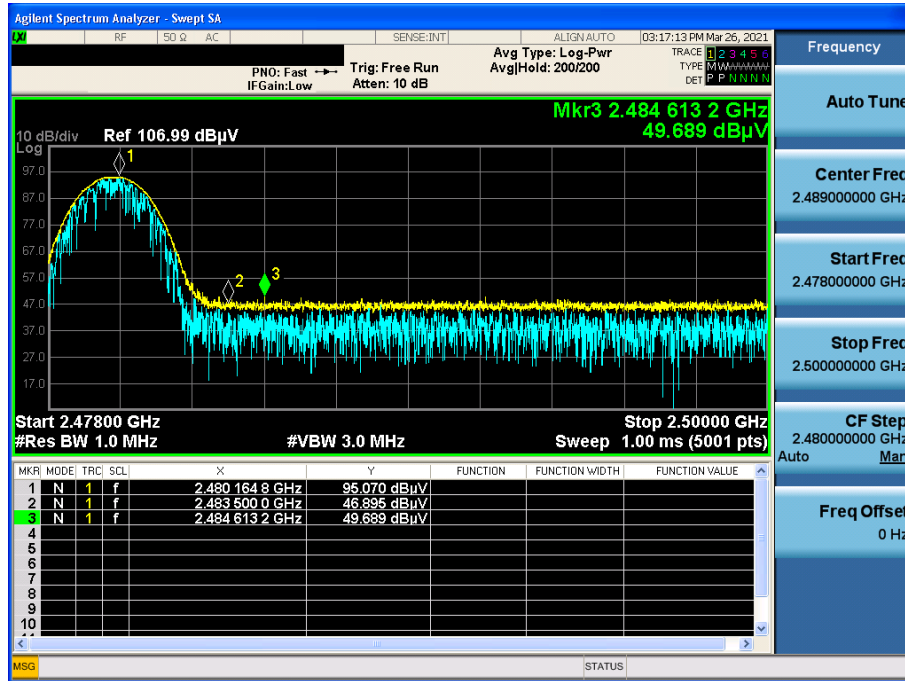 Agilent Spectrum Analyzer - Swept SA
LXI RF 50 Ω AC SENSE:INT ALIGN AUTO 03:17:13 PM Mar 26, 2021
PNO: Fast
IFGain:Low
Trig: Free Run
Atten: 10 dB
Avg Type: Log-Pwr
Avg|Hold: 200/200
TRACE 1 2 3 4 5 6
TYPE M W
DET P P N N N N
Mkr3 2.484 613 2 GHz
49.689 dBµV
10 dB/div Ref 106.99 dBµV
Log
97.0
87.0
77.0
67.0
57.0
47.0
37.0
27.0
17.0
1
2
3
Start 2.47800 GHz Stop 2.50000 GHz
#Res BW 1.0 MHz #VBW 3.0 MHz Sweep 1.00 ms (5001 pts)
MKR MODE TRC SCL X Y FUNCTION FUNCTION WIDTH FUNCTION VALUE
1 N 1 f 2.480 164 8 GHz 95.070 dBµV
2 N 1 f 2.483 500 0 GHz 46.895 dBµV
3 N 1 f 2.484 613 2 GHz 49.689 dBµV
4
5
6
7
8
9
10
MSG STATUS
Frequency
Auto Tune
Center Freq
2.489000000 GHz
Start Freq
2.478000000 GHz
Stop Freq
2.500000000 GHz
CF Step
2.480000000 GHz
Auto Man
Freq Offset
0 Hz